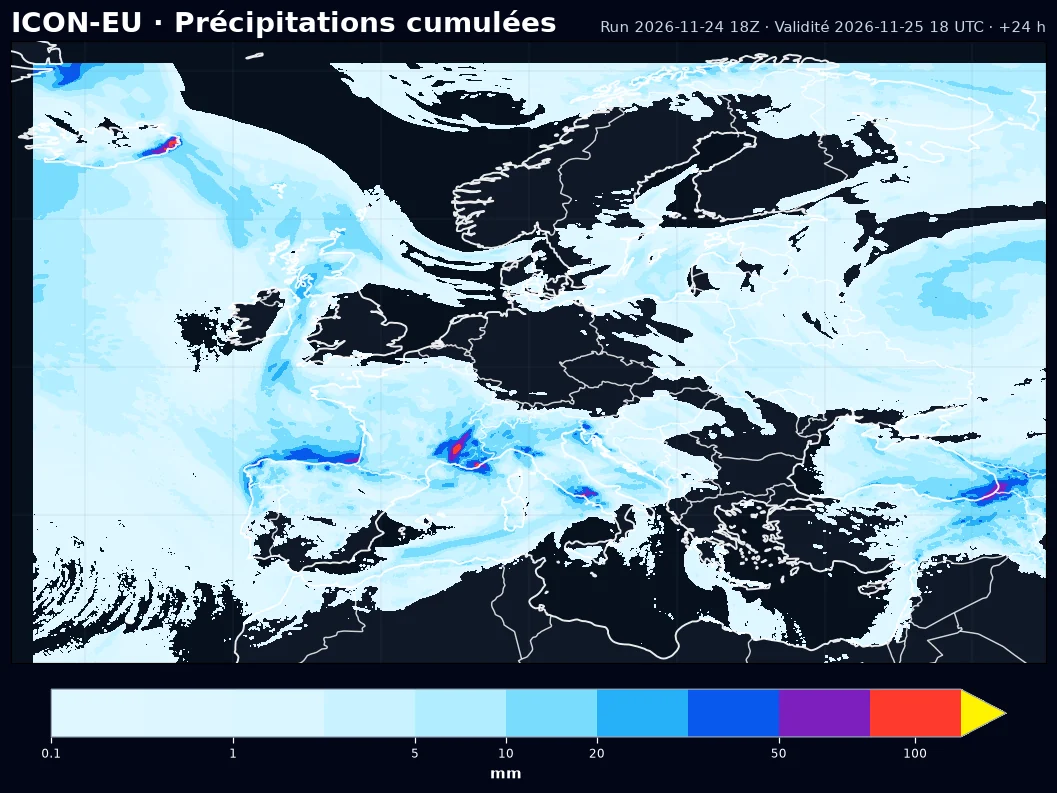 ICON-EU · Précipitations cumulées
Run 2026-11-24 18Z · Validité 2026-11-25 18 UTC · +24 h
0.1 1 5 10 20 50 100
mm